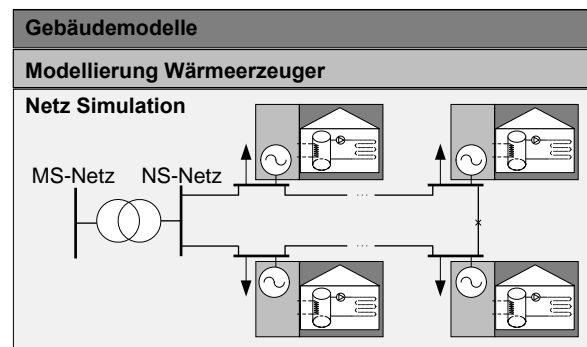 Gebäudemodelle
Modellierung Wärmeerzeuger
Netz Simulation
MS-Netz NS-Netz
...
...